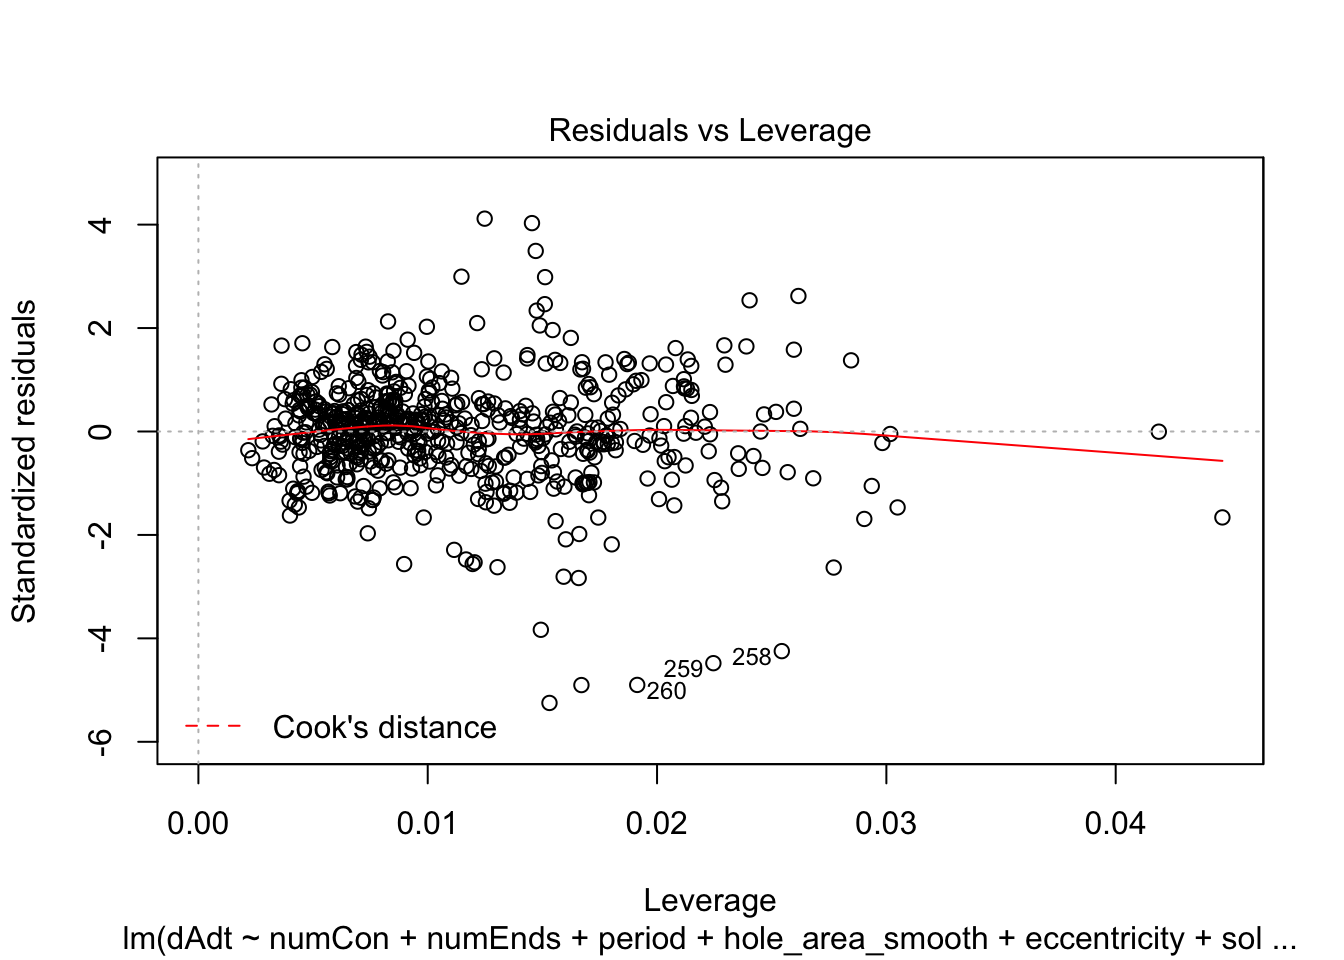 Residuals vs Leverage
Standardized residuals
4
2
0
-2
-4
-6
258
259
260
Cook's distance
0.00 0.01 0.02 0.03 0.04
Leverage
lm(dAdt ~ numCon + numEnds + period + hole_area_smooth + eccentricity + sol ...